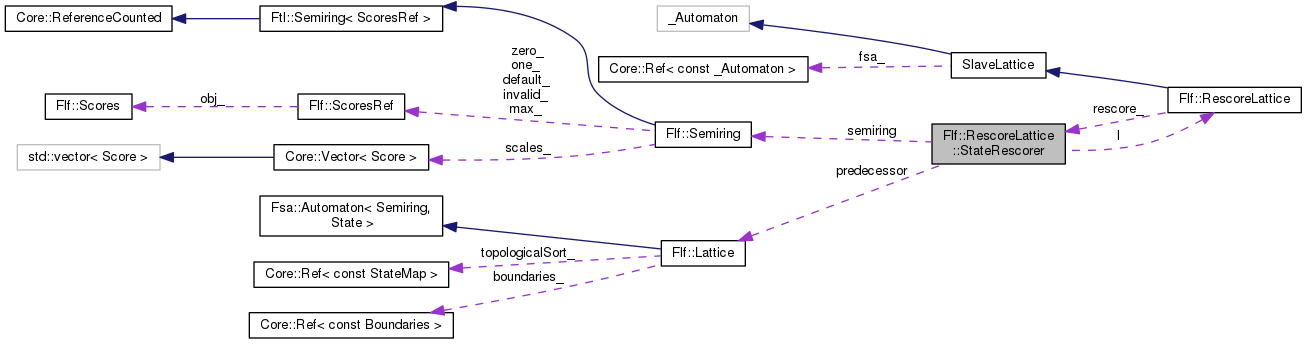 Core::ReferenceCounted
Ftl::Semiring< ScoresRef >
_Automaton
zero_
one_
default_
invalid_
max_
Core::Ref< const _Automaton >
fsa_
SlaveLattice
Flf::Scores
obj_
Flf::ScoresRef
Flf::RescoreLattice
rescore_
Flf::Semiring
semiring
Flf::RescoreLattice
::StateRescorer
l
std::vector< Score >
Core::Vector< Score >
scales_
predecessor
Fsa::Automaton< Semiring,
State >
Flf::Lattice
topologicalSort_
Core::Ref< const StateMap >
boundaries_
Core::Ref< const Boundaries >